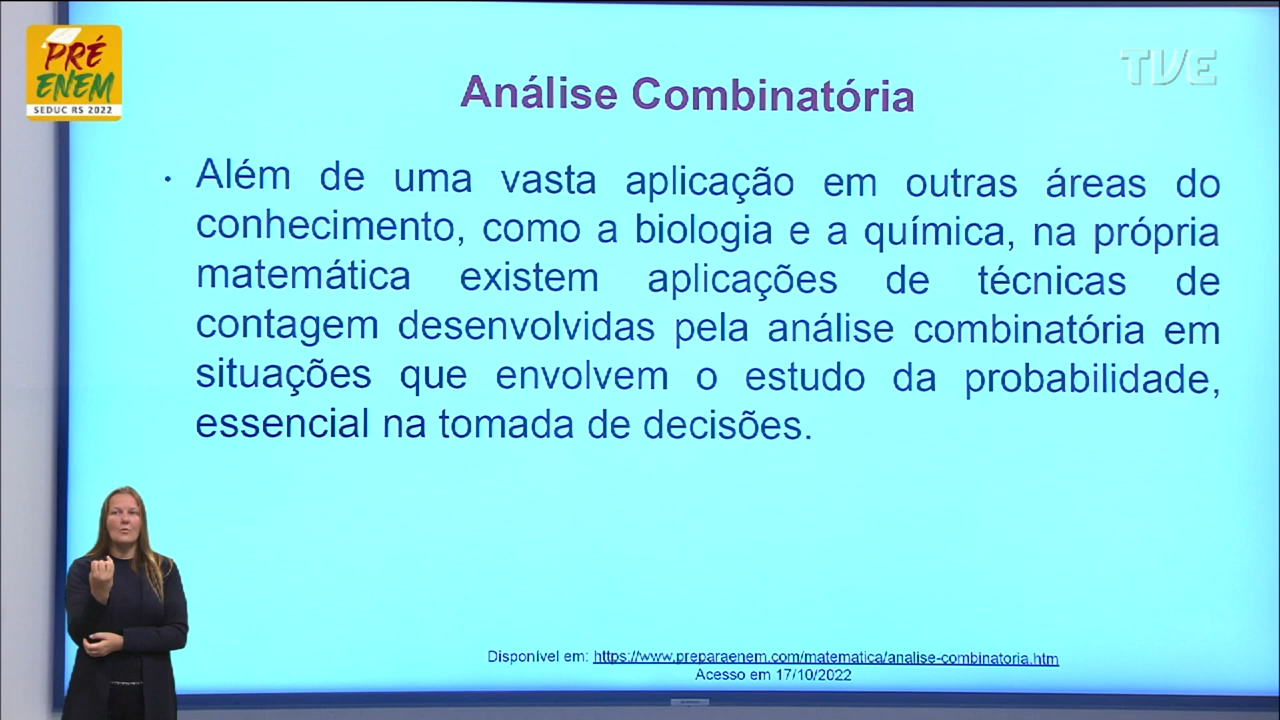 PRÉ
ENEM
SEDUC RS 2022
TVE
Análise Combinatória
• Além de uma vasta aplicação em outras áreas do
conhecimento, como a biologia e a química, na própria
matemática existem aplicações de técnicas de
contagem desenvolvidas pela análise combinatória em
situações que envolvem o estudo da probabilidade,
essencial na tomada de decisões.
Disponível em: https://www.preparaenem.com/matematica/analise-combinatoria.htm
Acesso em 17/10/2022